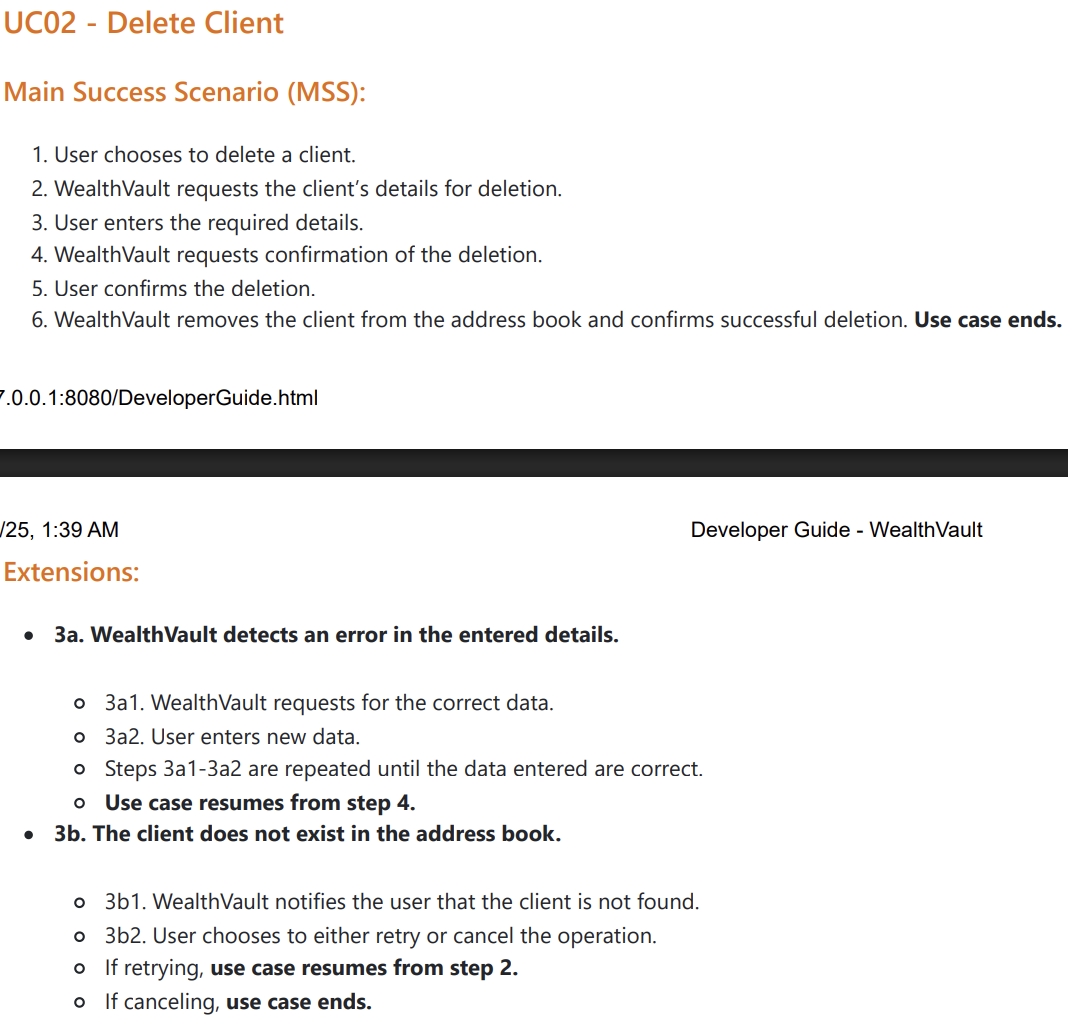 UC02 - Delete Client
Main Success Scenario (MSS):
1. User chooses to delete a client.
2. WealthVault requests the client’s details for deletion.
3. User enters the required details.
4. WealthVault requests confirmation of the deletion.
5. User confirms the deletion.
6. WealthVault removes the client from the address book and confirms successful deletion. Use case ends.
7.0.0.1:8080/DeveloperGuide.html
/25, 1:39 AM
Developer Guide - WealthVault
Extensions:
• 3a. WealthVault detects an error in the entered details.
○ 3a1. WealthVault requests for the correct data.
○ 3a2. User enters new data.
○ Steps 3a1-3a2 are repeated until the data entered are correct.
○ Use case resumes from step 4.
• 3b. The client does not exist in the address book.
○ 3b1. WealthVault notifies the user that the client is not found.
○ 3b2. User chooses to either retry or cancel the operation.
○ If retrying, use case resumes from step 2.
○ If canceling, use case ends.